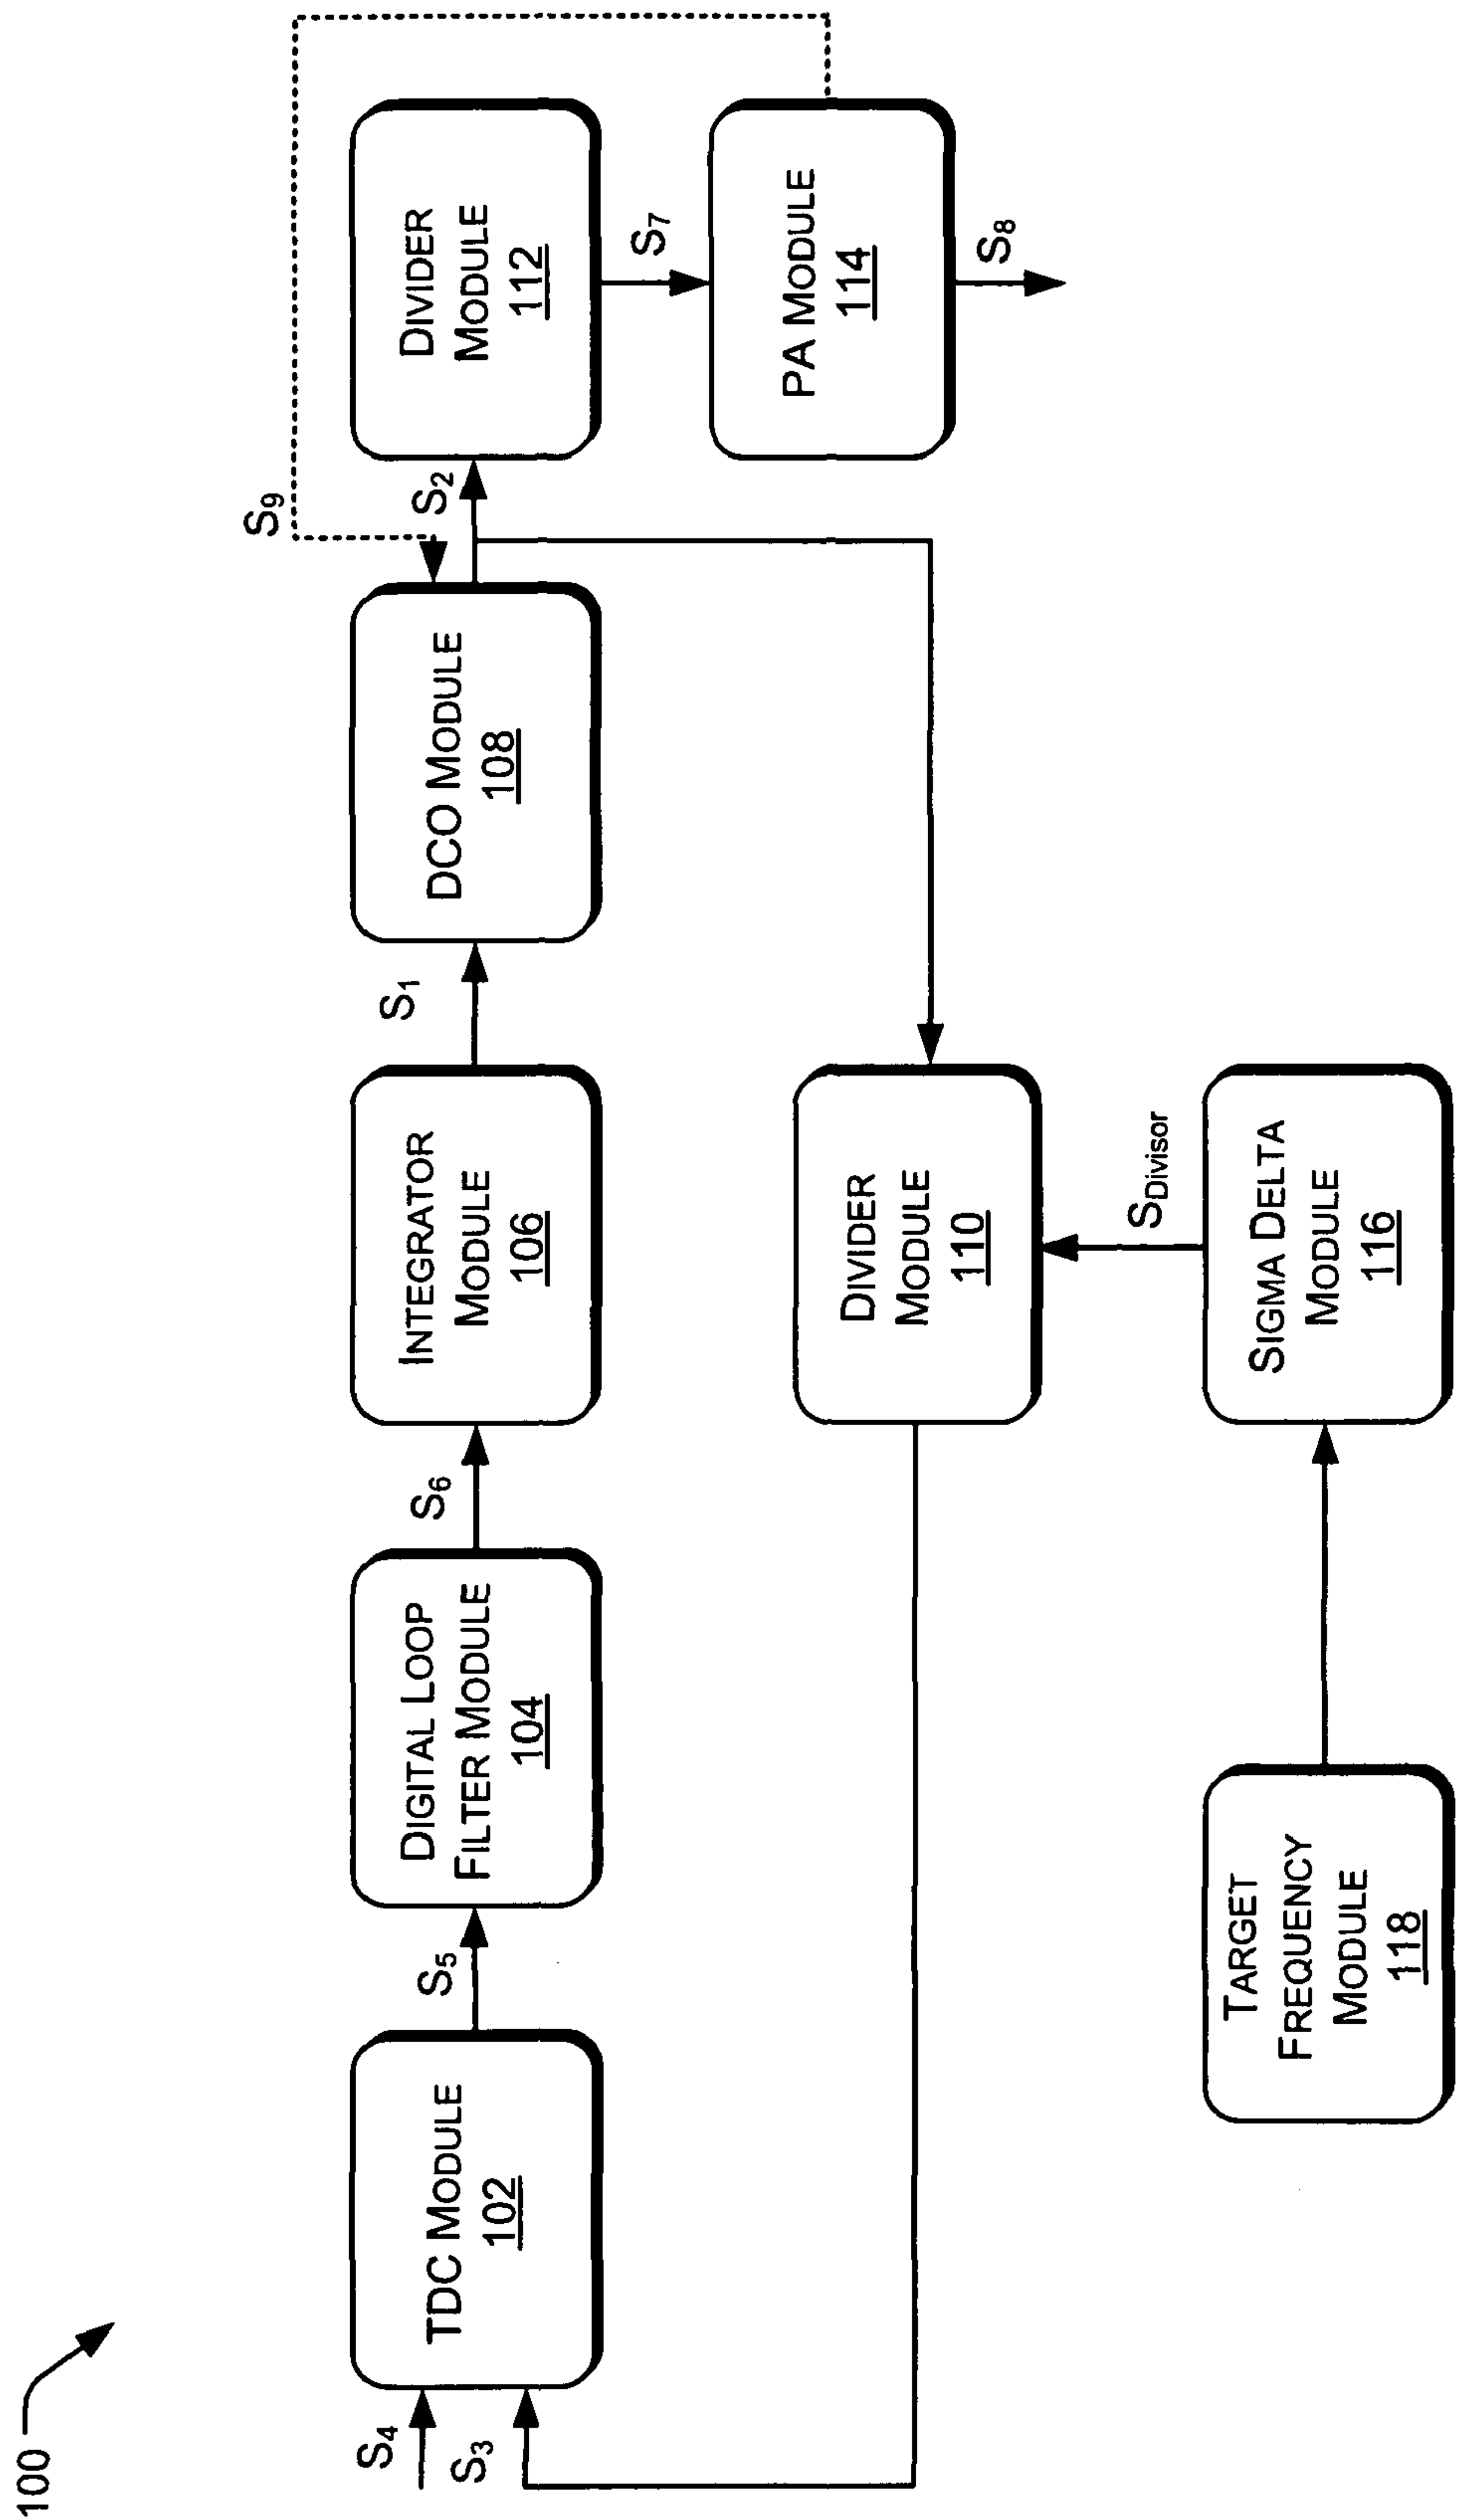 100
S4
S3
TDC MODULE
102
S5
DIGITAL LOOP
FILTER MODULE
104
S6
INTEGRATOR
MODULE
106
S1
DCO MODULE
108
S9
S2
DIVIDER
MODULE
112
S7
PA MODULE
114
S8
DIVIDER
MODULE
110
SDivisor
TARGET
FREQUENCY
MODULE
118
SIGMA DELTA
MODULE
116